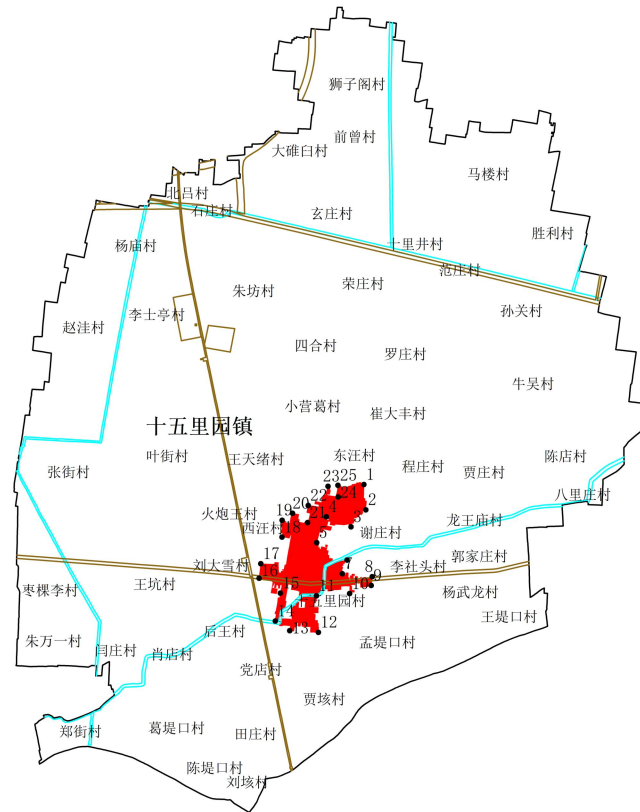 狮子阁村
前曾村
大碓臼村
马楼村
北吕村
石庄村
玄庄村
胜利村
杨庙村
十里井村
范庄村
朱坊村
荣庄村
孙关村
李士亭村
赵洼村
四合村
罗庄村
牛吴村
小营葛村
崔大丰村
十五里园镇
叶街村
王天绪村
东汪村
程庄村
贾庄村
陈店村
张街村
八里庄村
23
25
1
24
22
2
20
21
4
19
18
3
火炮王村
西汪村
谢庄村
龙王庙村
5
17
郭家庄村
刘大雪村
16
7
8
9
李社头村
枣棵李村
王坑村
15
10
杨武龙村
十五里园村
王堤口村
14
13
12
后王村
朱万一村
闫庄村
肖店村
孟堤口村
党店村
贾垓村
郑街村
葛堤口村
田庄村
陈堤口村
刘垓村